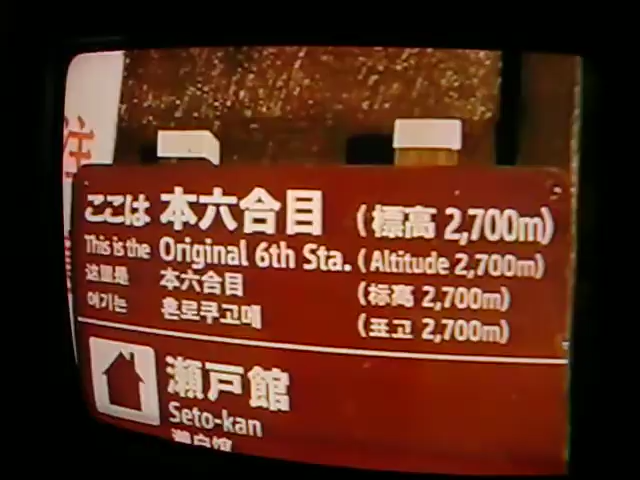 注
ここは 本六合目 (標高 2,700m)
This is the Original 6th Sta. (Altitude 2,700m)
这里是 本六合目 (标高 2,700m)
여기는 혼로쿠고메 (표고 2,700m)
瀬戸館
Seto-kan